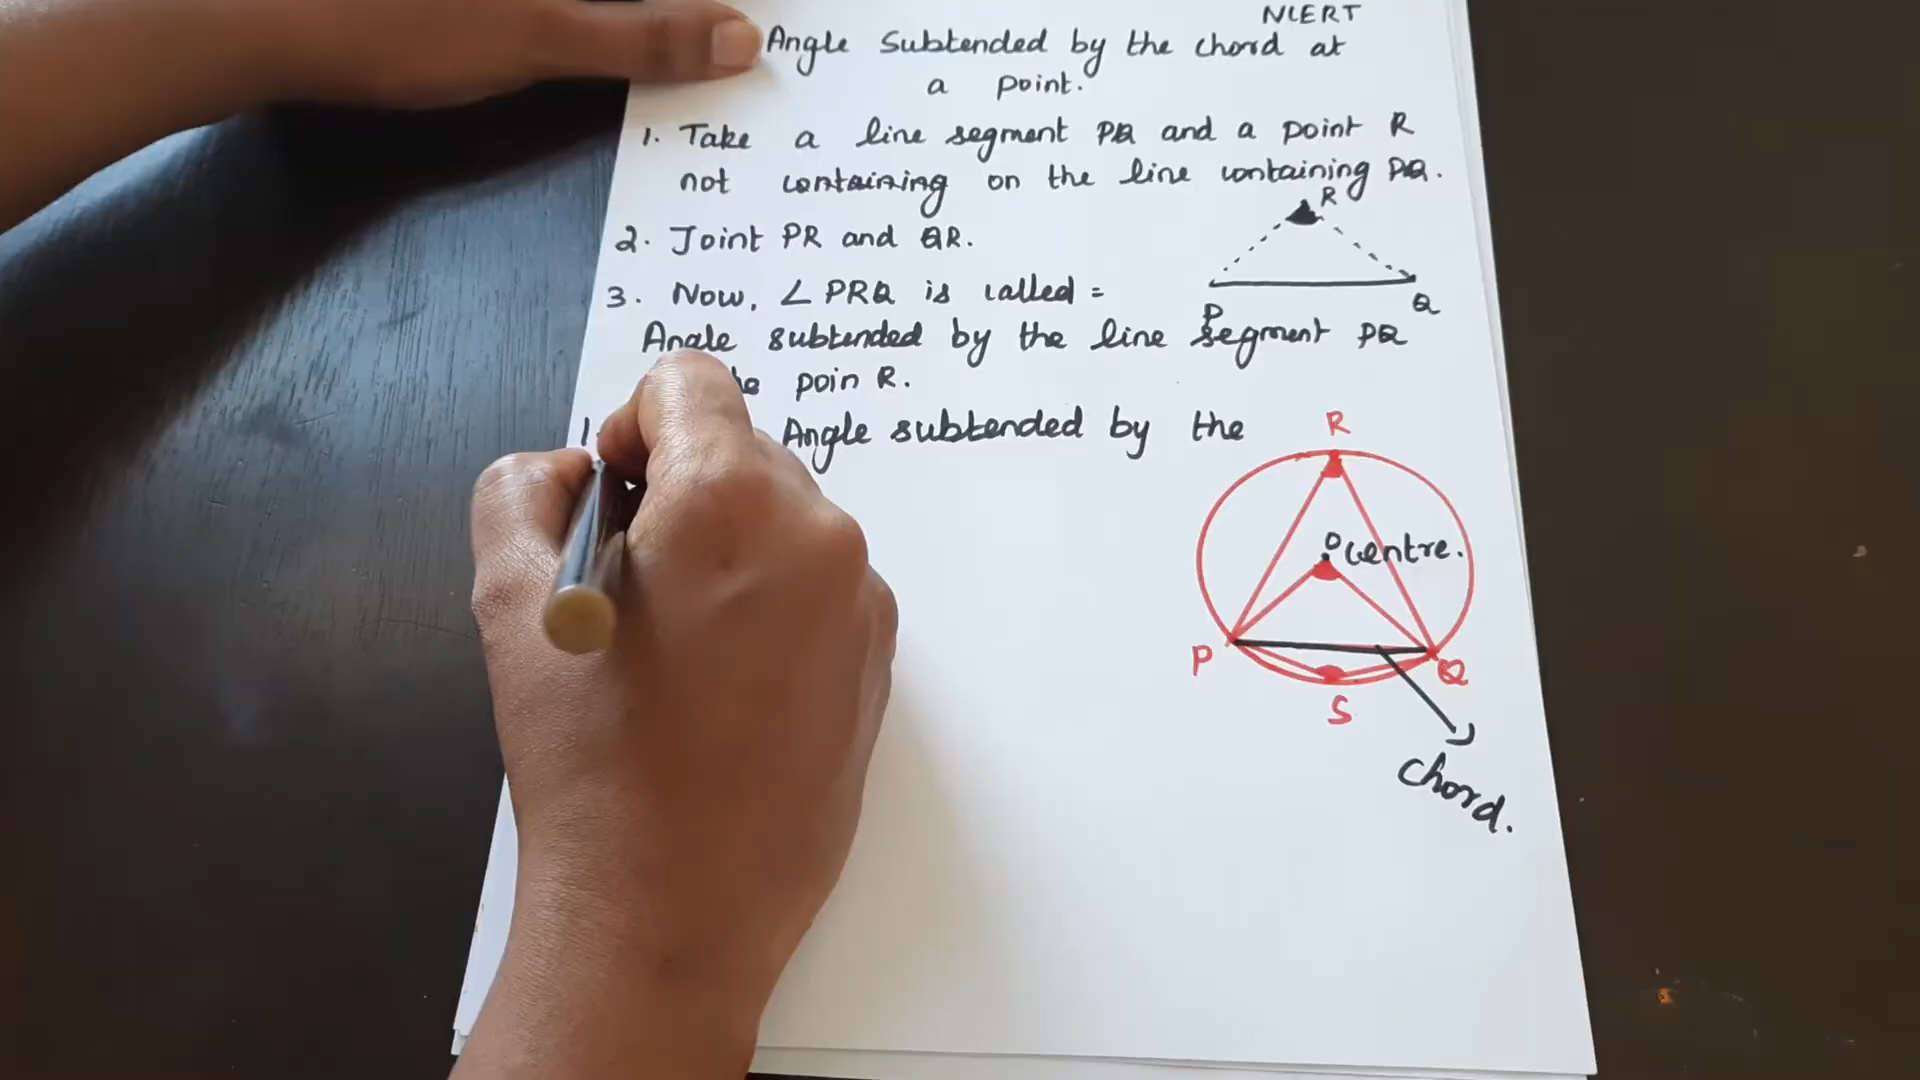 NCERT
Angle Subtended by the chord at
a point.
1. Take a line segment PQ and a point R
not containing on the line containing PQ.
R
2. Joint PR and QR.
3. Now, ∠PRQ is called =
P
Q
Angle subtended by the line segment PQ
poin R.
Angle subtended by the
R
O centre.
P
Q
S
chord.